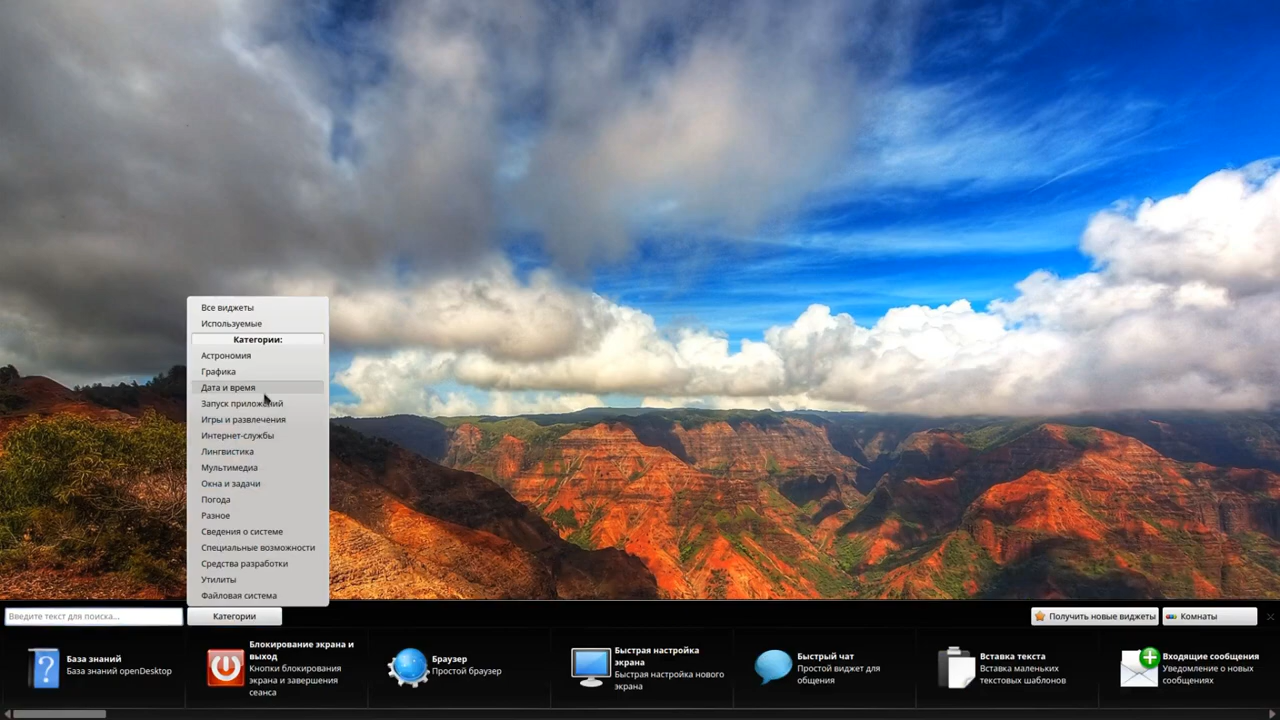 Все виджеты
Используемые
Категории:
Астрономия
Графика
Дата и время
Запуск приложений
Игры и развлечения
Интернет-службы
Лингвистика
Мультимедиа
Окна и задачи
Погода
Разное
Сведения о системе
Специальные возможности
Средства разработки
Утилиты
Файловая система
Введите текст для поиска...
Категории
Получить новые виджеты
Комнаты
База знаний
База знаний openDesktop
Блокирование экрана и
выход
Кнопки блокирования
экрана и завершения
сеанса
Браузер
Простой браузер
Быстрая настройка
экрана
Быстрая настройка нового
экрана
Быстрый чат
Простой виджет для
общения
Вставка текста
Вставка маленьких
текстовых шаблонов
Входящие сообщения
Уведомление о новых
сообщениях